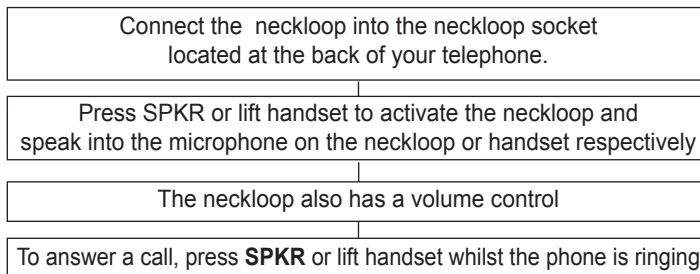 Connect the neckloop into the neckloop socket
located at the back of your telephone.
Press SPKR or lift handset to activate the neckloop and
speak into the microphone on the neckloop or handset respectively
The neckloop also has a volume control
To answer a call, press SPKR or lift handset whilst the phone is ringing